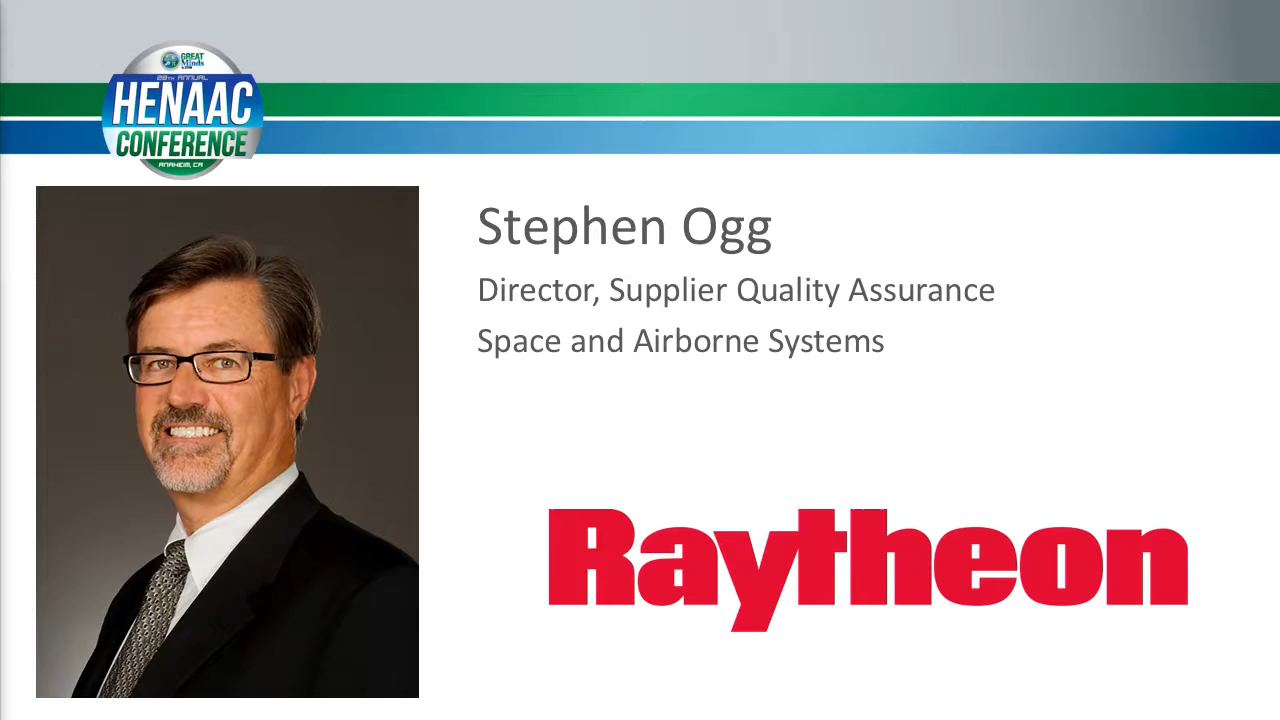 GREAT
Minds
28TH ANNUAL
HENAAC
CONFERENCE
ANAHEIM, CA
Stephen Ogg
Director, Supplier Quality Assurance
Space and Airborne Systems
Raytheon